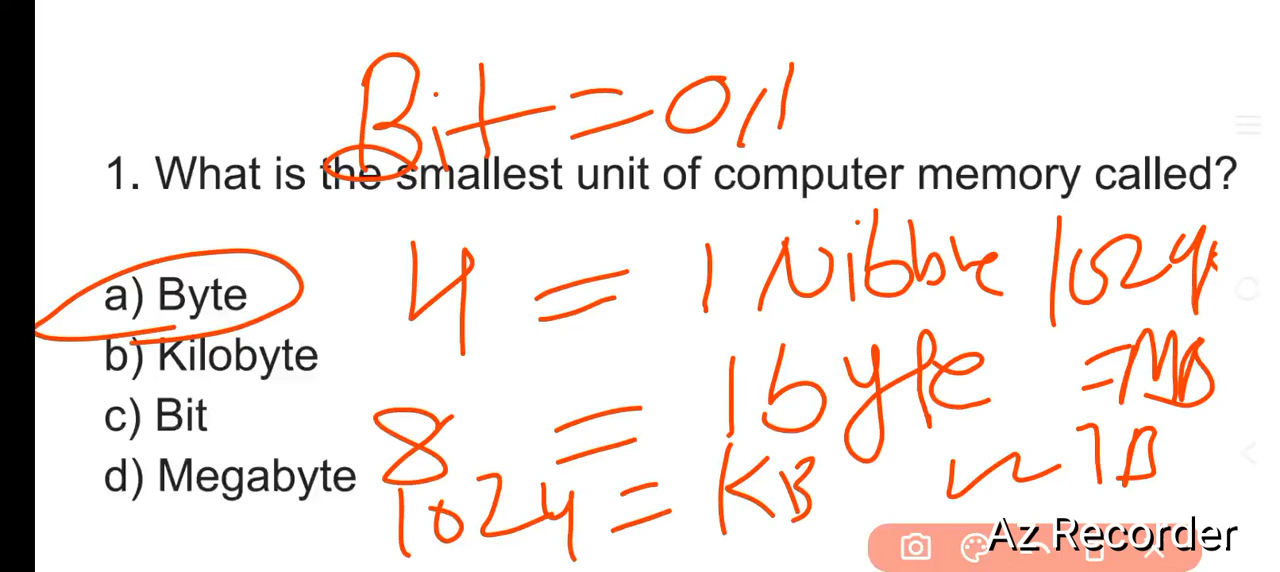 Bit = 0,1
1. What is the smallest unit of computer memory called?
4 = 1 Nibble 1024
a) Byte
b) Kilobyte
1 byte = MB
c) Bit
8 =
TB
d) Megabyte
1024 = KB
Az Recorder